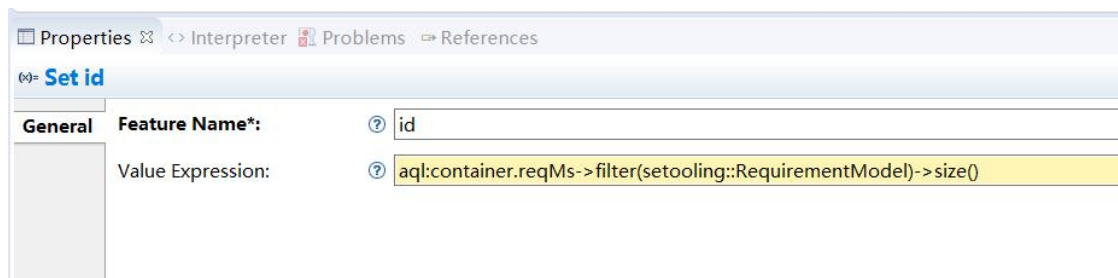 Properties Interpreter Problems References
(x)= Set id
General Feature Name*: id
Value Expression: aql:container.reqMs->filter(setooling::RequirementModel)->size()